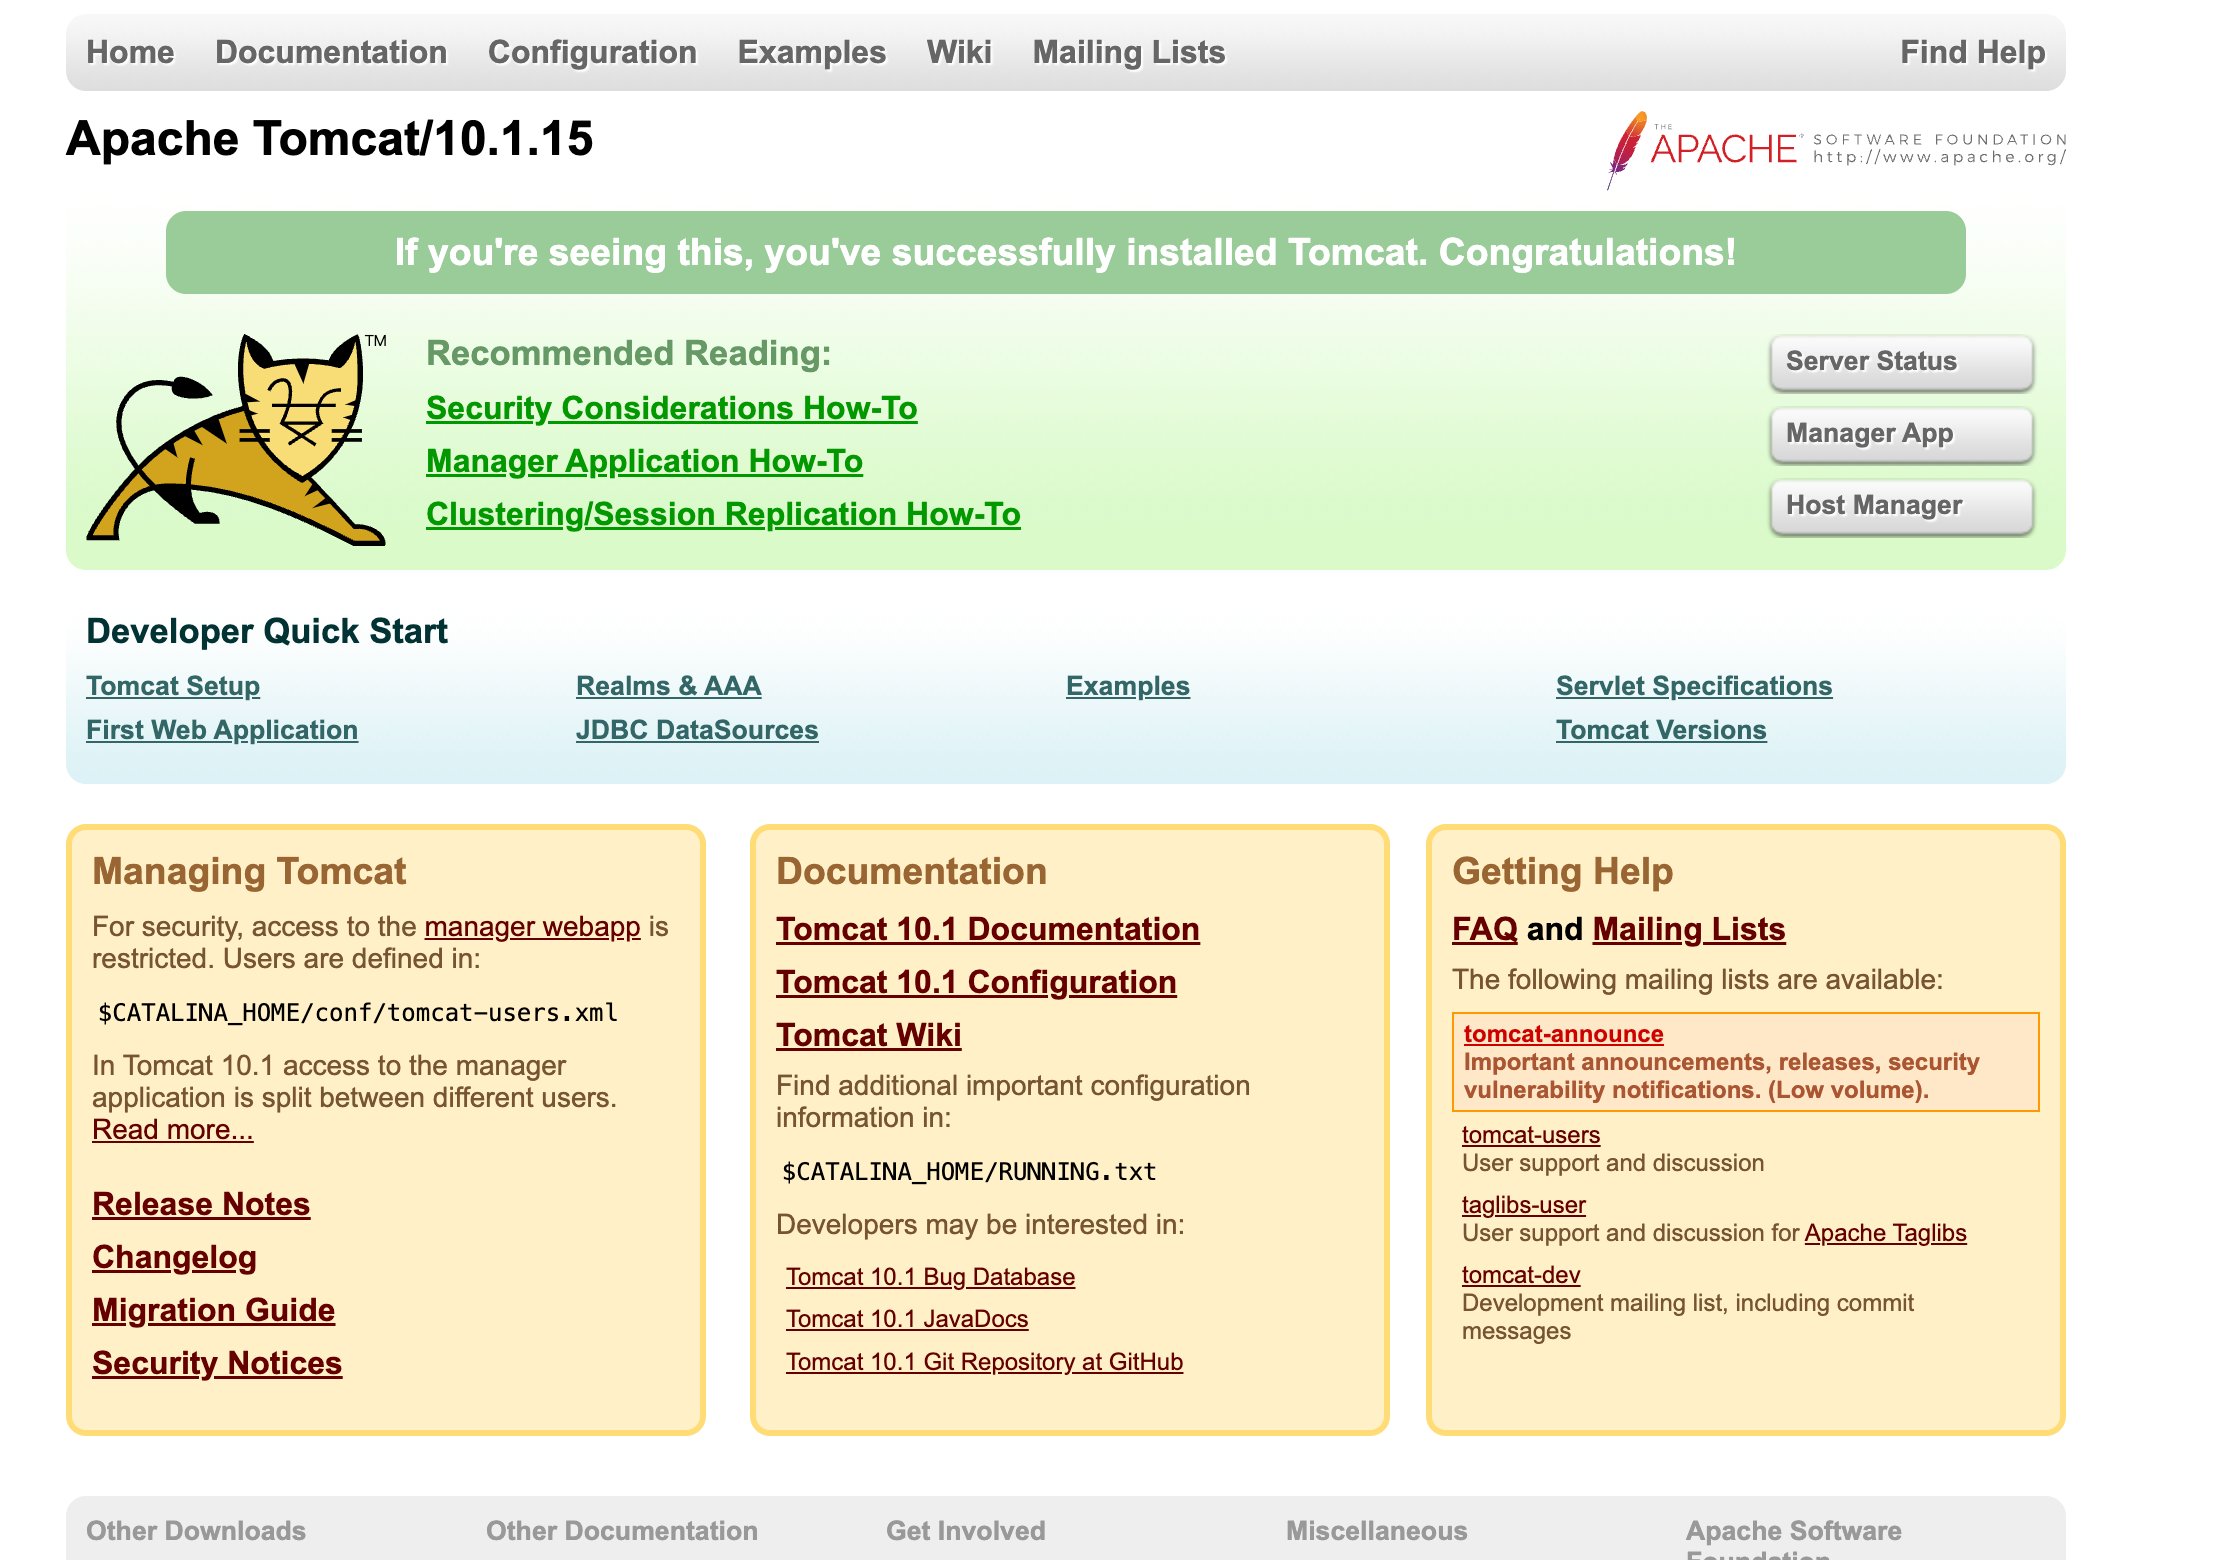 Home Documentation Configuration Examples Wiki Mailing Lists Find Help
Apache Tomcat/10.1.15
THE APACHE SOFTWARE FOUNDATION
http://www.apache.org/
If you're seeing this, you've successfully installed Tomcat. Congratulations!
TM
Recommended Reading:
Security Considerations How-To
Manager Application How-To
Clustering/Session Replication How-To
Server Status
Manager App
Host Manager
Developer Quick Start
Tomcat Setup
First Web Application
Realms & AAA
JDBC DataSources
Examples
Servlet Specifications
Tomcat Versions
Managing Tomcat
For security, access to the manager webapp is
restricted. Users are defined in:
$CATALINA_HOME/conf/tomcat-users.xml
In Tomcat 10.1 access to the manager
application is split between different users.
Read more...
Release Notes
Changelog
Migration Guide
Security Notices
Documentation
Tomcat 10.1 Documentation
Tomcat 10.1 Configuration
Tomcat Wiki
Find additional important configuration
information in:
$CATALINA_HOME/RUNNING.txt
Developers may be interested in:
Tomcat 10.1 Bug Database
Tomcat 10.1 JavaDocs
Tomcat 10.1 Git Repository at GitHub
Getting Help
FAQ and Mailing Lists
The following mailing lists are available:
tomcat-announce
Important announcements, releases, security
vulnerability notifications. (Low volume).
tomcat-users
User support and discussion
taglibs-user
User support and discussion for Apache Taglibs
tomcat-dev
Development mailing list, including commit
messages
Other Downloads
Other Documentation
Get Involved
Miscellaneous
Apache Software
Foundation